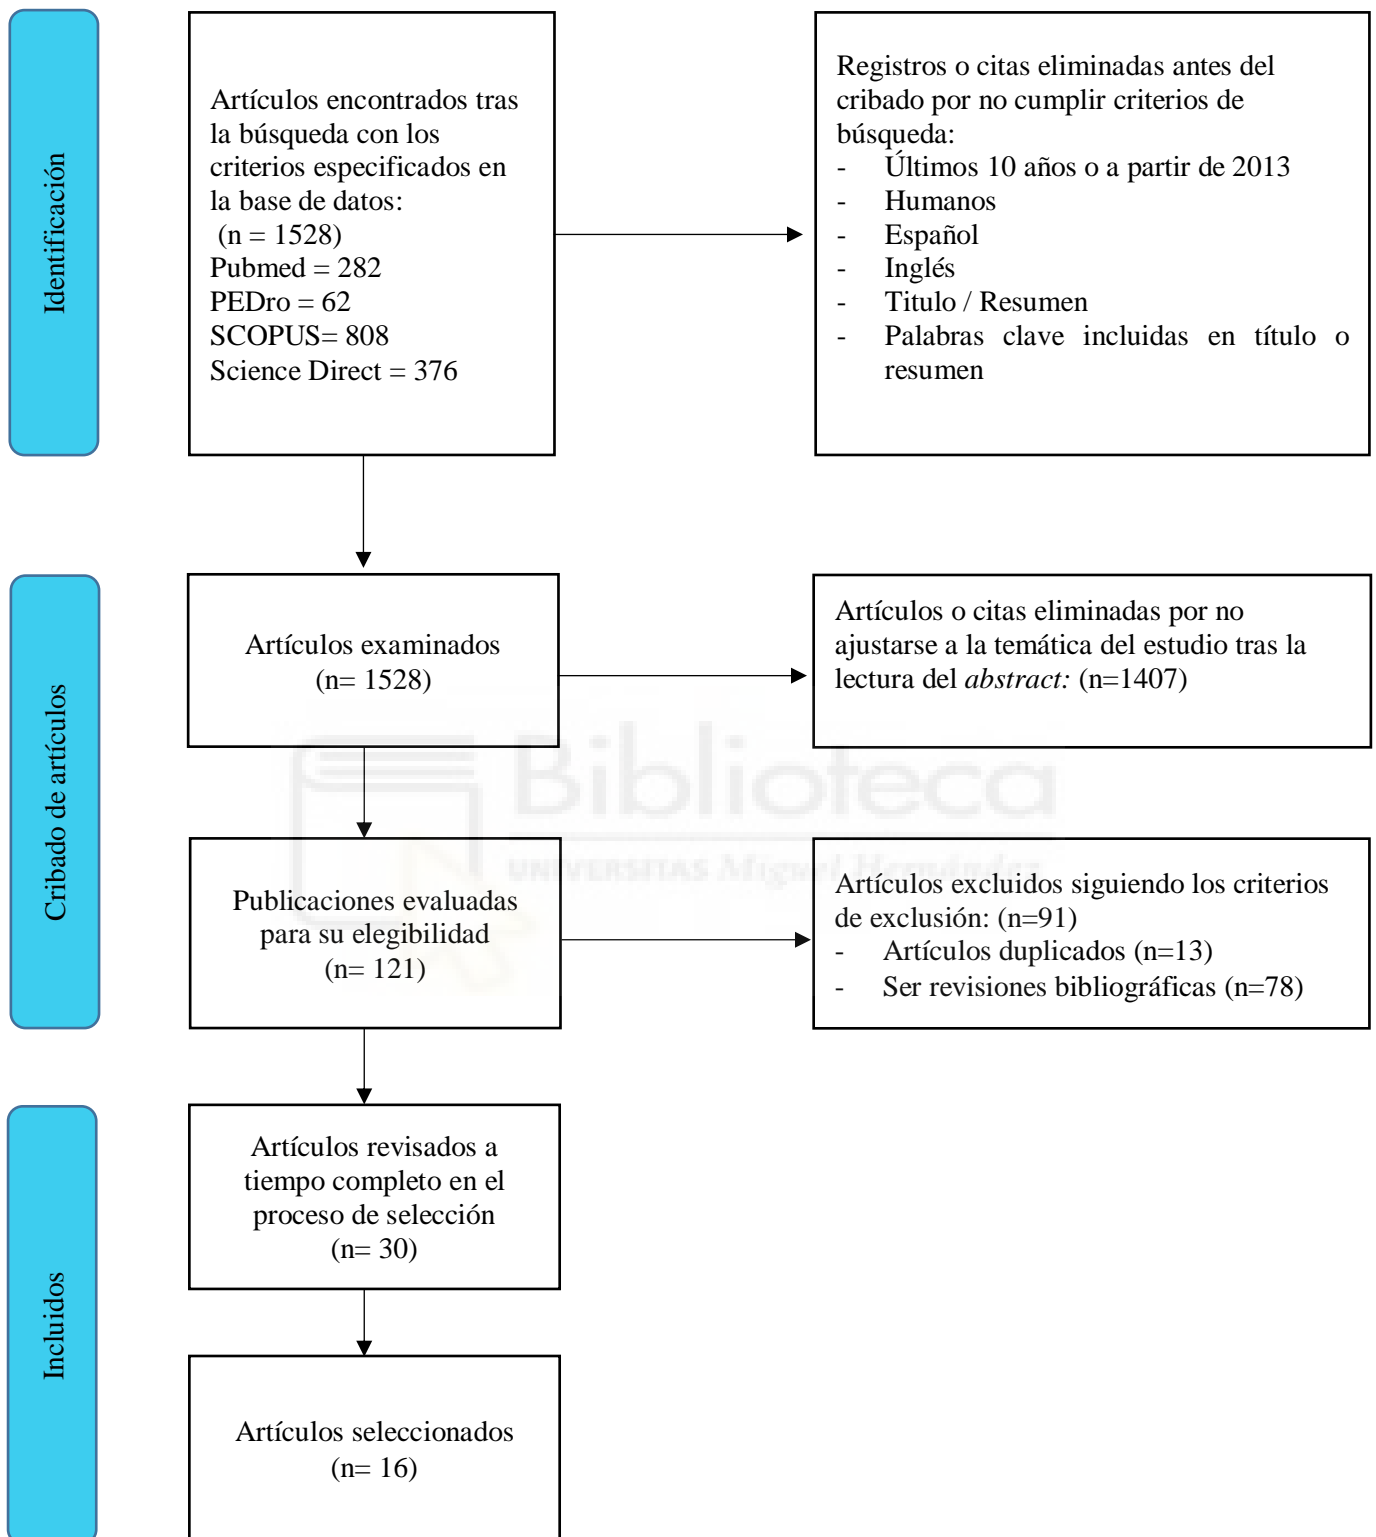 Identificación
Artículos encontrados tras
la búsqueda con los
criterios especificados en
la base de datos:
(n = 1528)
Pubmed = 282
PEDro = 62
SCOPUS= 808
Science Direct = 376
Registros o citas eliminadas antes del
cribado por no cumplir criterios de
búsqueda:
- Últimos 10 años o a partir de 2013
- Humanos
- Español
- Inglés
- Titulo / Resumen
- Palabras clave incluidas en título o
resumen
Cribado de artículos
Artículos examinados
(n= 1528)
Artículos o citas eliminadas por no
ajustarse a la temática del estudio tras la
lectura del abstract: (n=1407)
Biblioteca
UNIVERSITAS Miguel Hernández
Publicaciones evaluadas
para su elegibilidad
(n= 121)
Artículos excluidos siguiendo los criterios
de exclusión: (n=91)
- Artículos duplicados (n=13)
- Ser revisiones bibliográficas (n=78)
Incluidos
Artículos revisados a
tiempo completo en el
proceso de selección
(n= 30)
Artículos seleccionados
(n= 16)